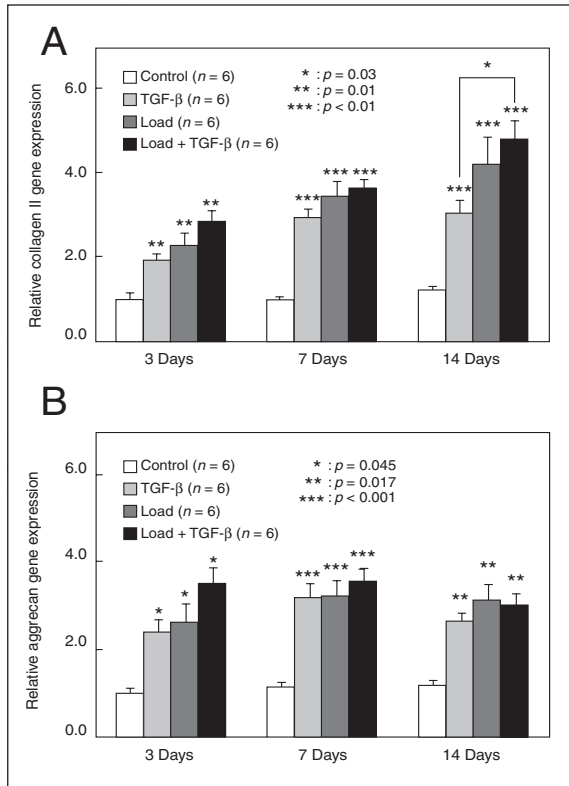 A
Control (n = 6)
TGF-β (n = 6)
Load (n = 6)
Load + TGF-β (n = 6)
* : p = 0.03
** : p = 0.01
*** : p < 0.01
Relative collagen II gene expression
6.0
4.0
2.0
0.0
** ** **
*** *** ***
*
*** *** ***
3 Days 7 Days 14 Days
B
Control (n = 6)
TGF-β (n = 6)
Load (n = 6)
Load + TGF-β (n = 6)
* : p = 0.045
** : p = 0.017
*** : p < 0.001
Relative aggrecan gene expression
6.0
4.0
2.0
0.0
* * *
*** *** ***
** ** **
3 Days 7 Days 14 Days